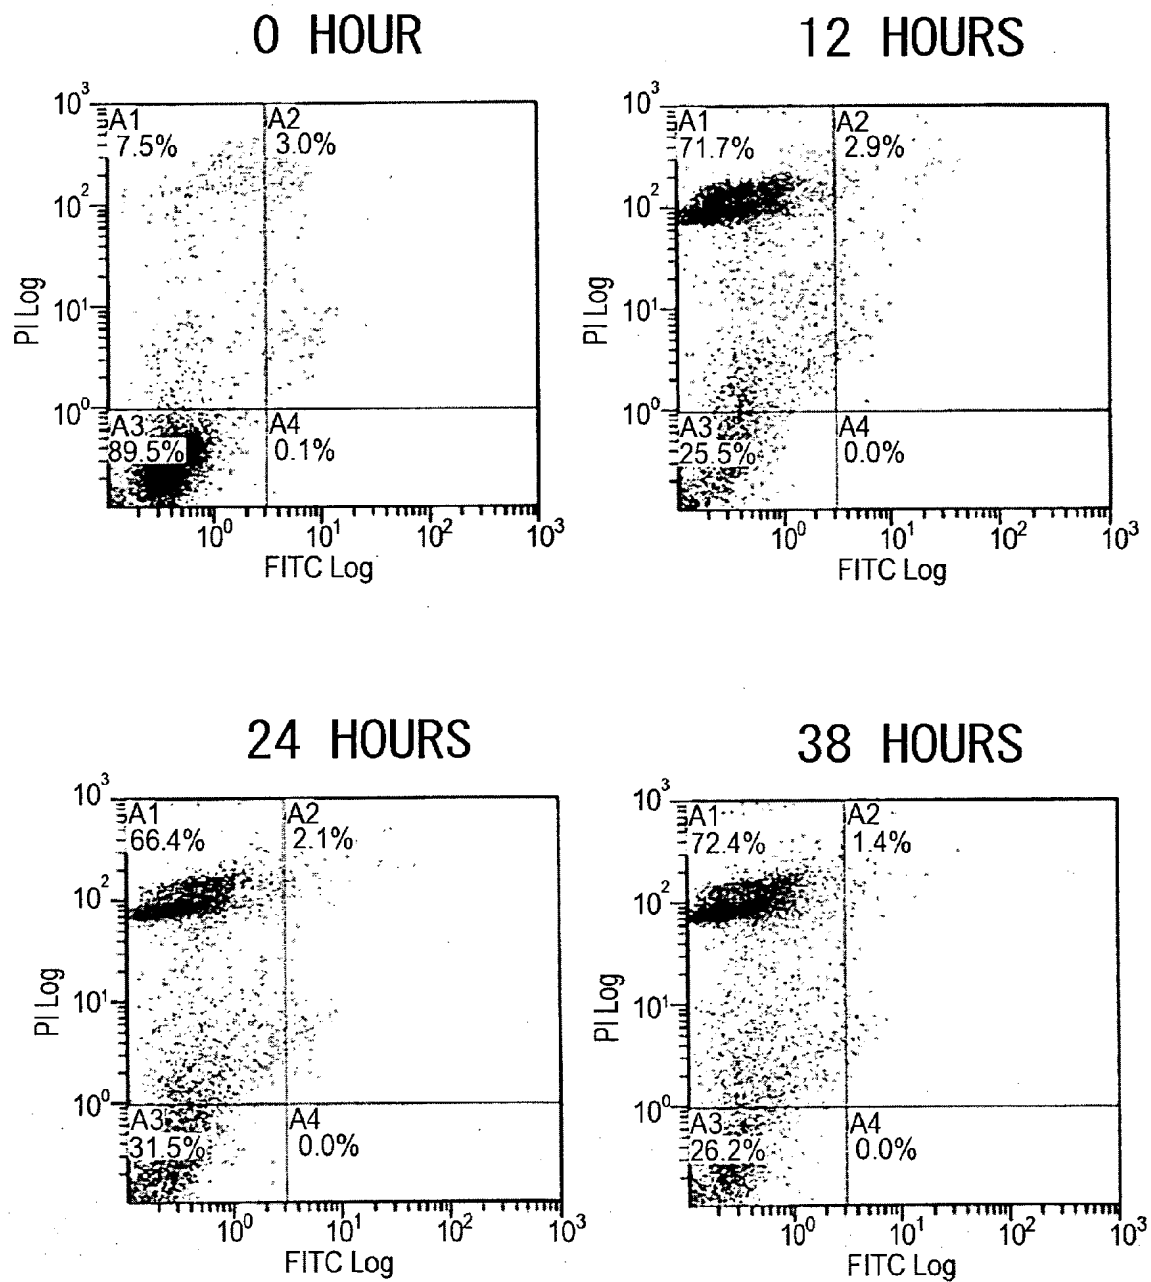 0 HOUR
12 HOURS
10³
A1
7.5%
A2
3.0%
10²
PI Log
10¹
10⁰
A3
89.5%
A4
0.1%
10⁰ 10¹ 10² 10³
FITC Log
10³
A1
71.7%
A2
2.9%
10²
PI Log
10¹
10⁰
A3
25.5%
A4
0.0%
10⁰ 10¹ 10² 10³
FITC Log
24 HOURS
38 HOURS
10³
A1
66.4%
A2
2.1%
10²
PI Log
10¹
10⁰
A3
31.5%
A4
0.0%
10⁰ 10¹ 10² 10³
FITC Log
10³
A1
72.4%
A2
1.4%
10²
PI Log
10¹
10⁰
A3
26.2%
A4
0.0%
10⁰ 10¹ 10² 10³
FITC Log